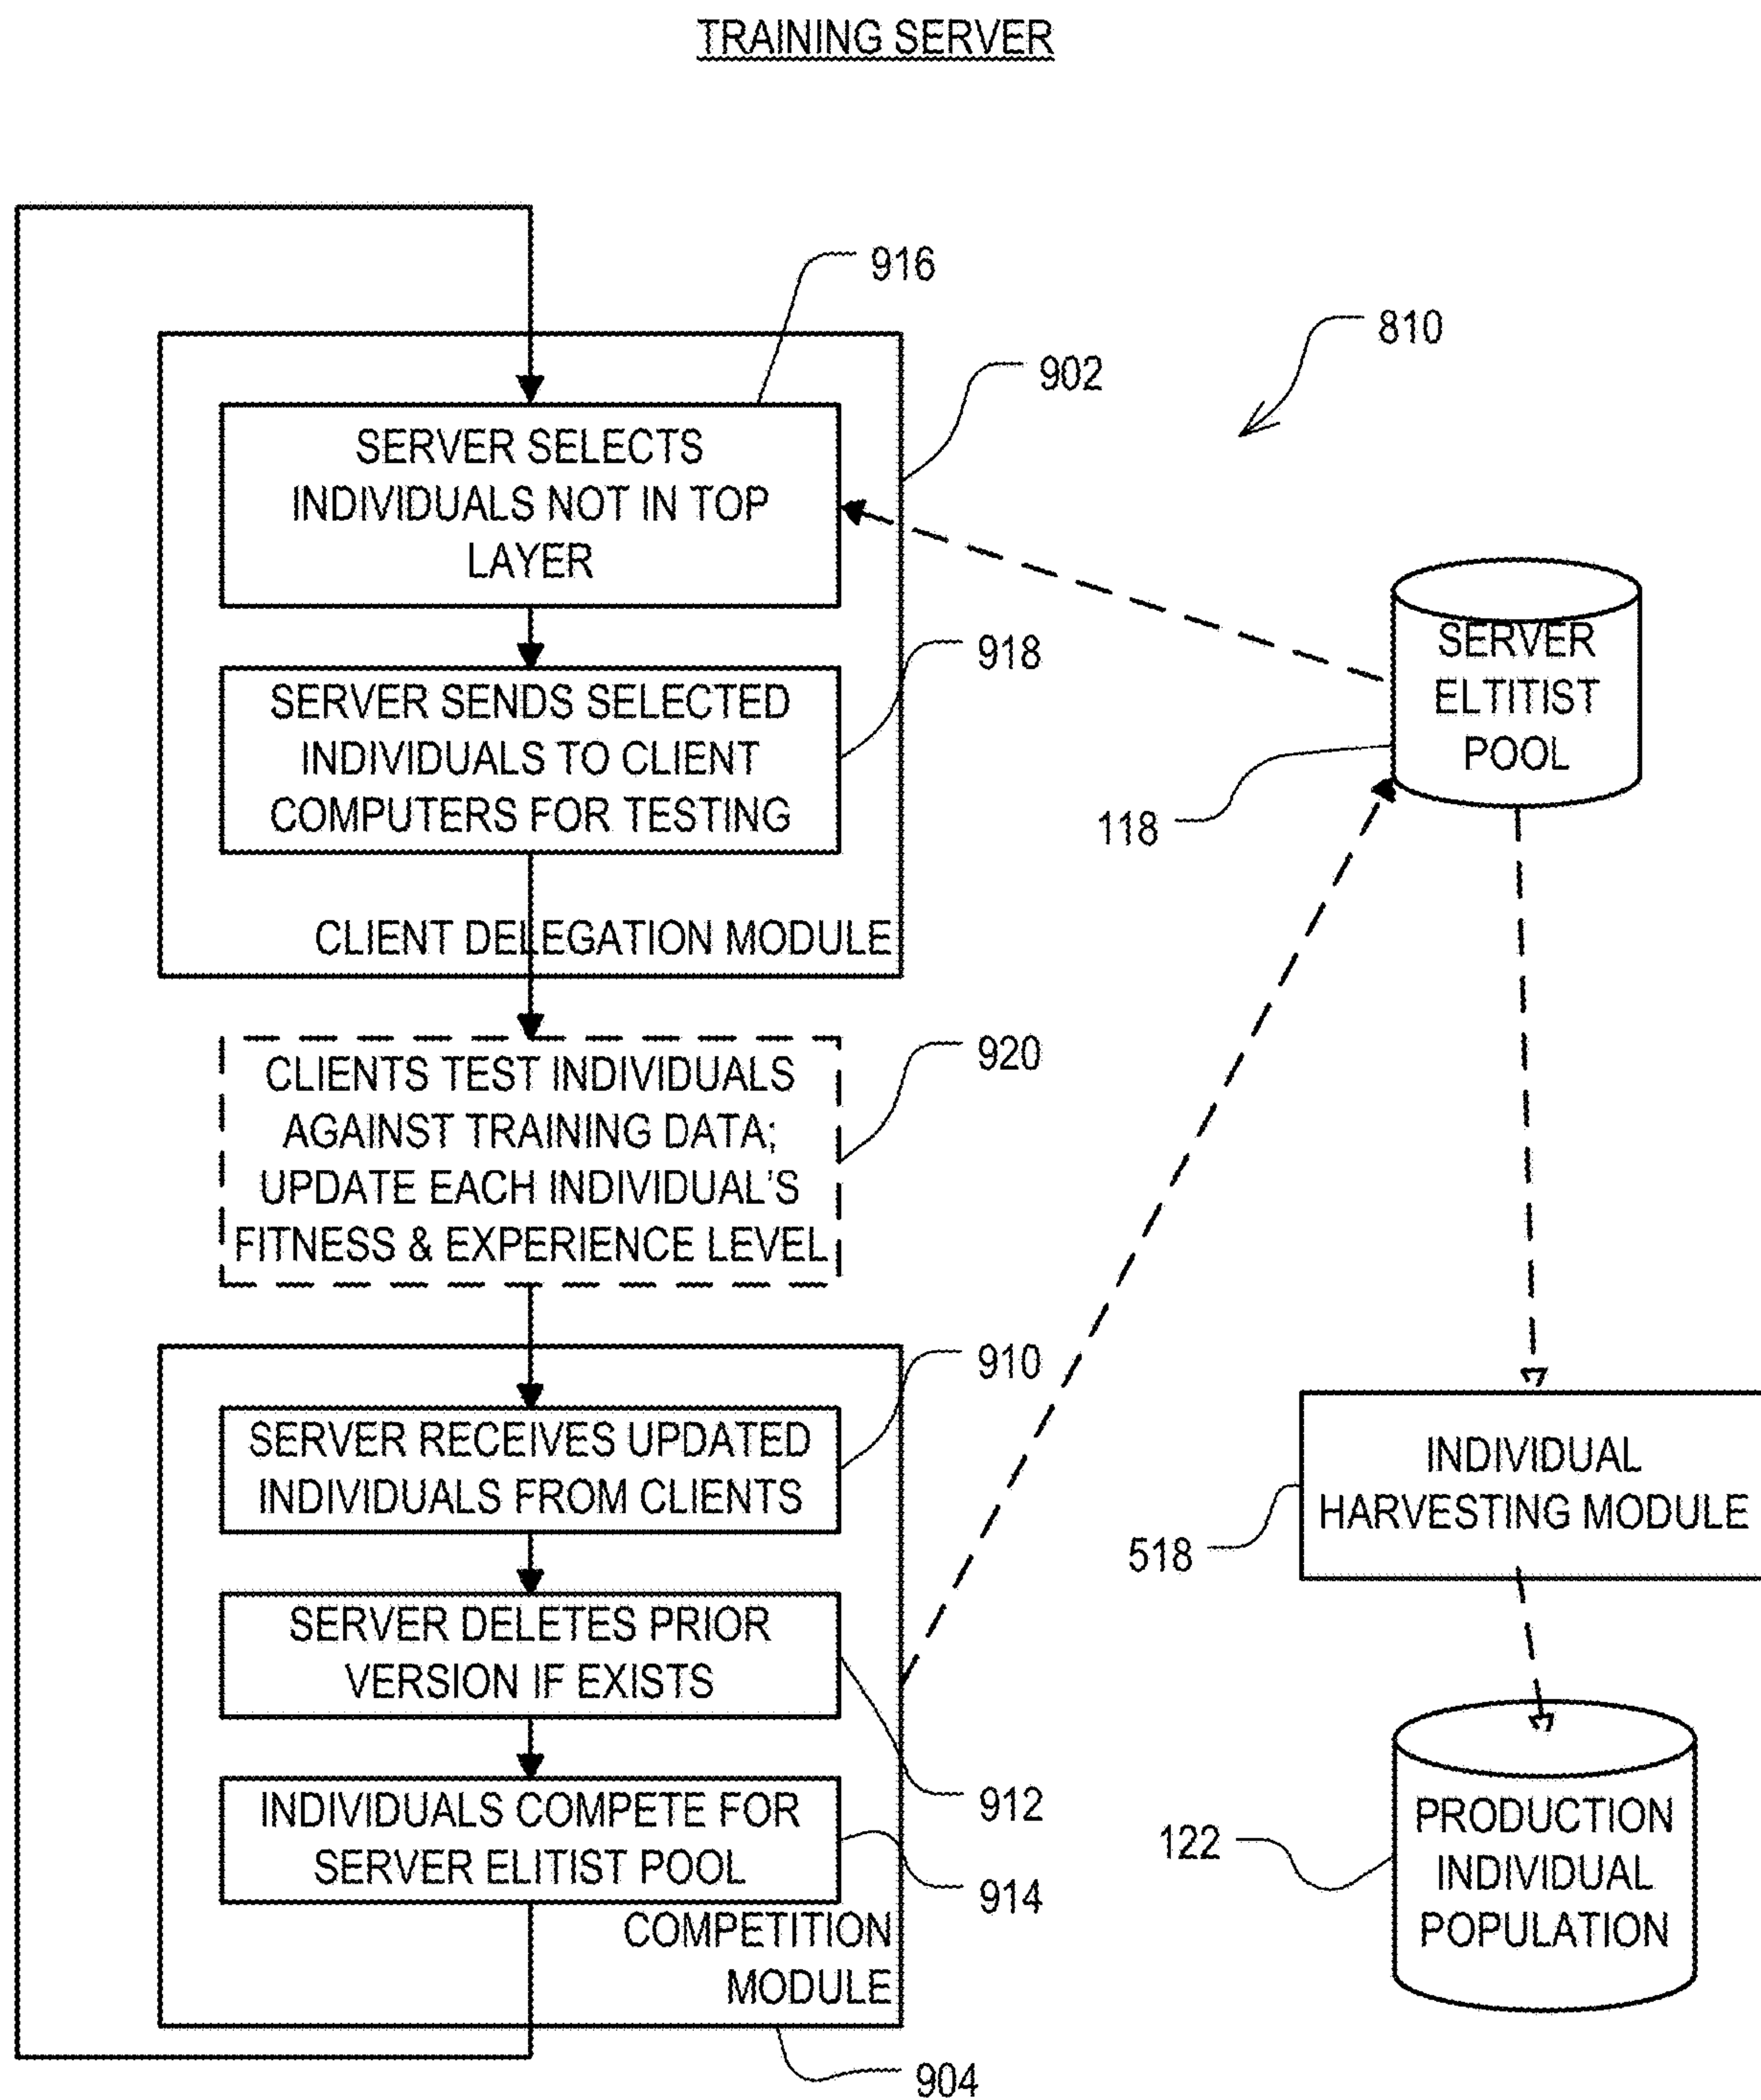 TRAINING SERVER
916
810
902
SERVER SELECTS
INDIVIDUALS NOT IN TOP
LAYER
918
SERVER SENDS SELECTED
INDIVIDUALS TO CLIENT
COMPUTERS FOR TESTING
CLIENT DELEGATION MODULE
SERVER
ELTITIST
POOL
118
920
CLIENTS TEST INDIVIDUALS
AGAINST TRAINING DATA;
UPDATE EACH INDIVIDUAL'S
FITNESS & EXPERIENCE LEVEL
910
SERVER RECEIVES UPDATED
INDIVIDUALS FROM CLIENTS
SERVER DELETES PRIOR
VERSION IF EXISTS
912
INDIVIDUALS COMPETE FOR
SERVER ELITIST POOL
914
COMPETITION
MODULE
904
INDIVIDUAL
HARVESTING MODULE
518
122
PRODUCTION
INDIVIDUAL
POPULATION